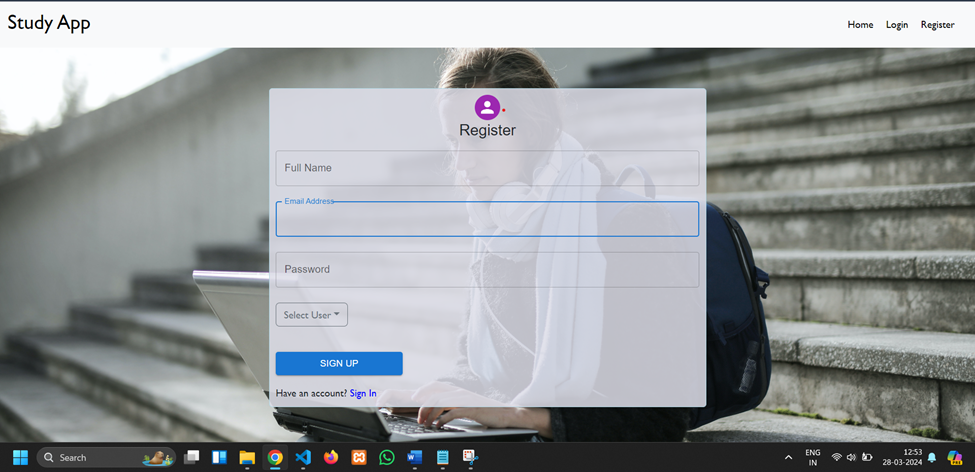 Study App
Home Login Register
Register
Full Name
Email Address
Password
Select User
SIGN UP
Have an account? Sign In
Search
ENG
IN
12:53
28-03-2024